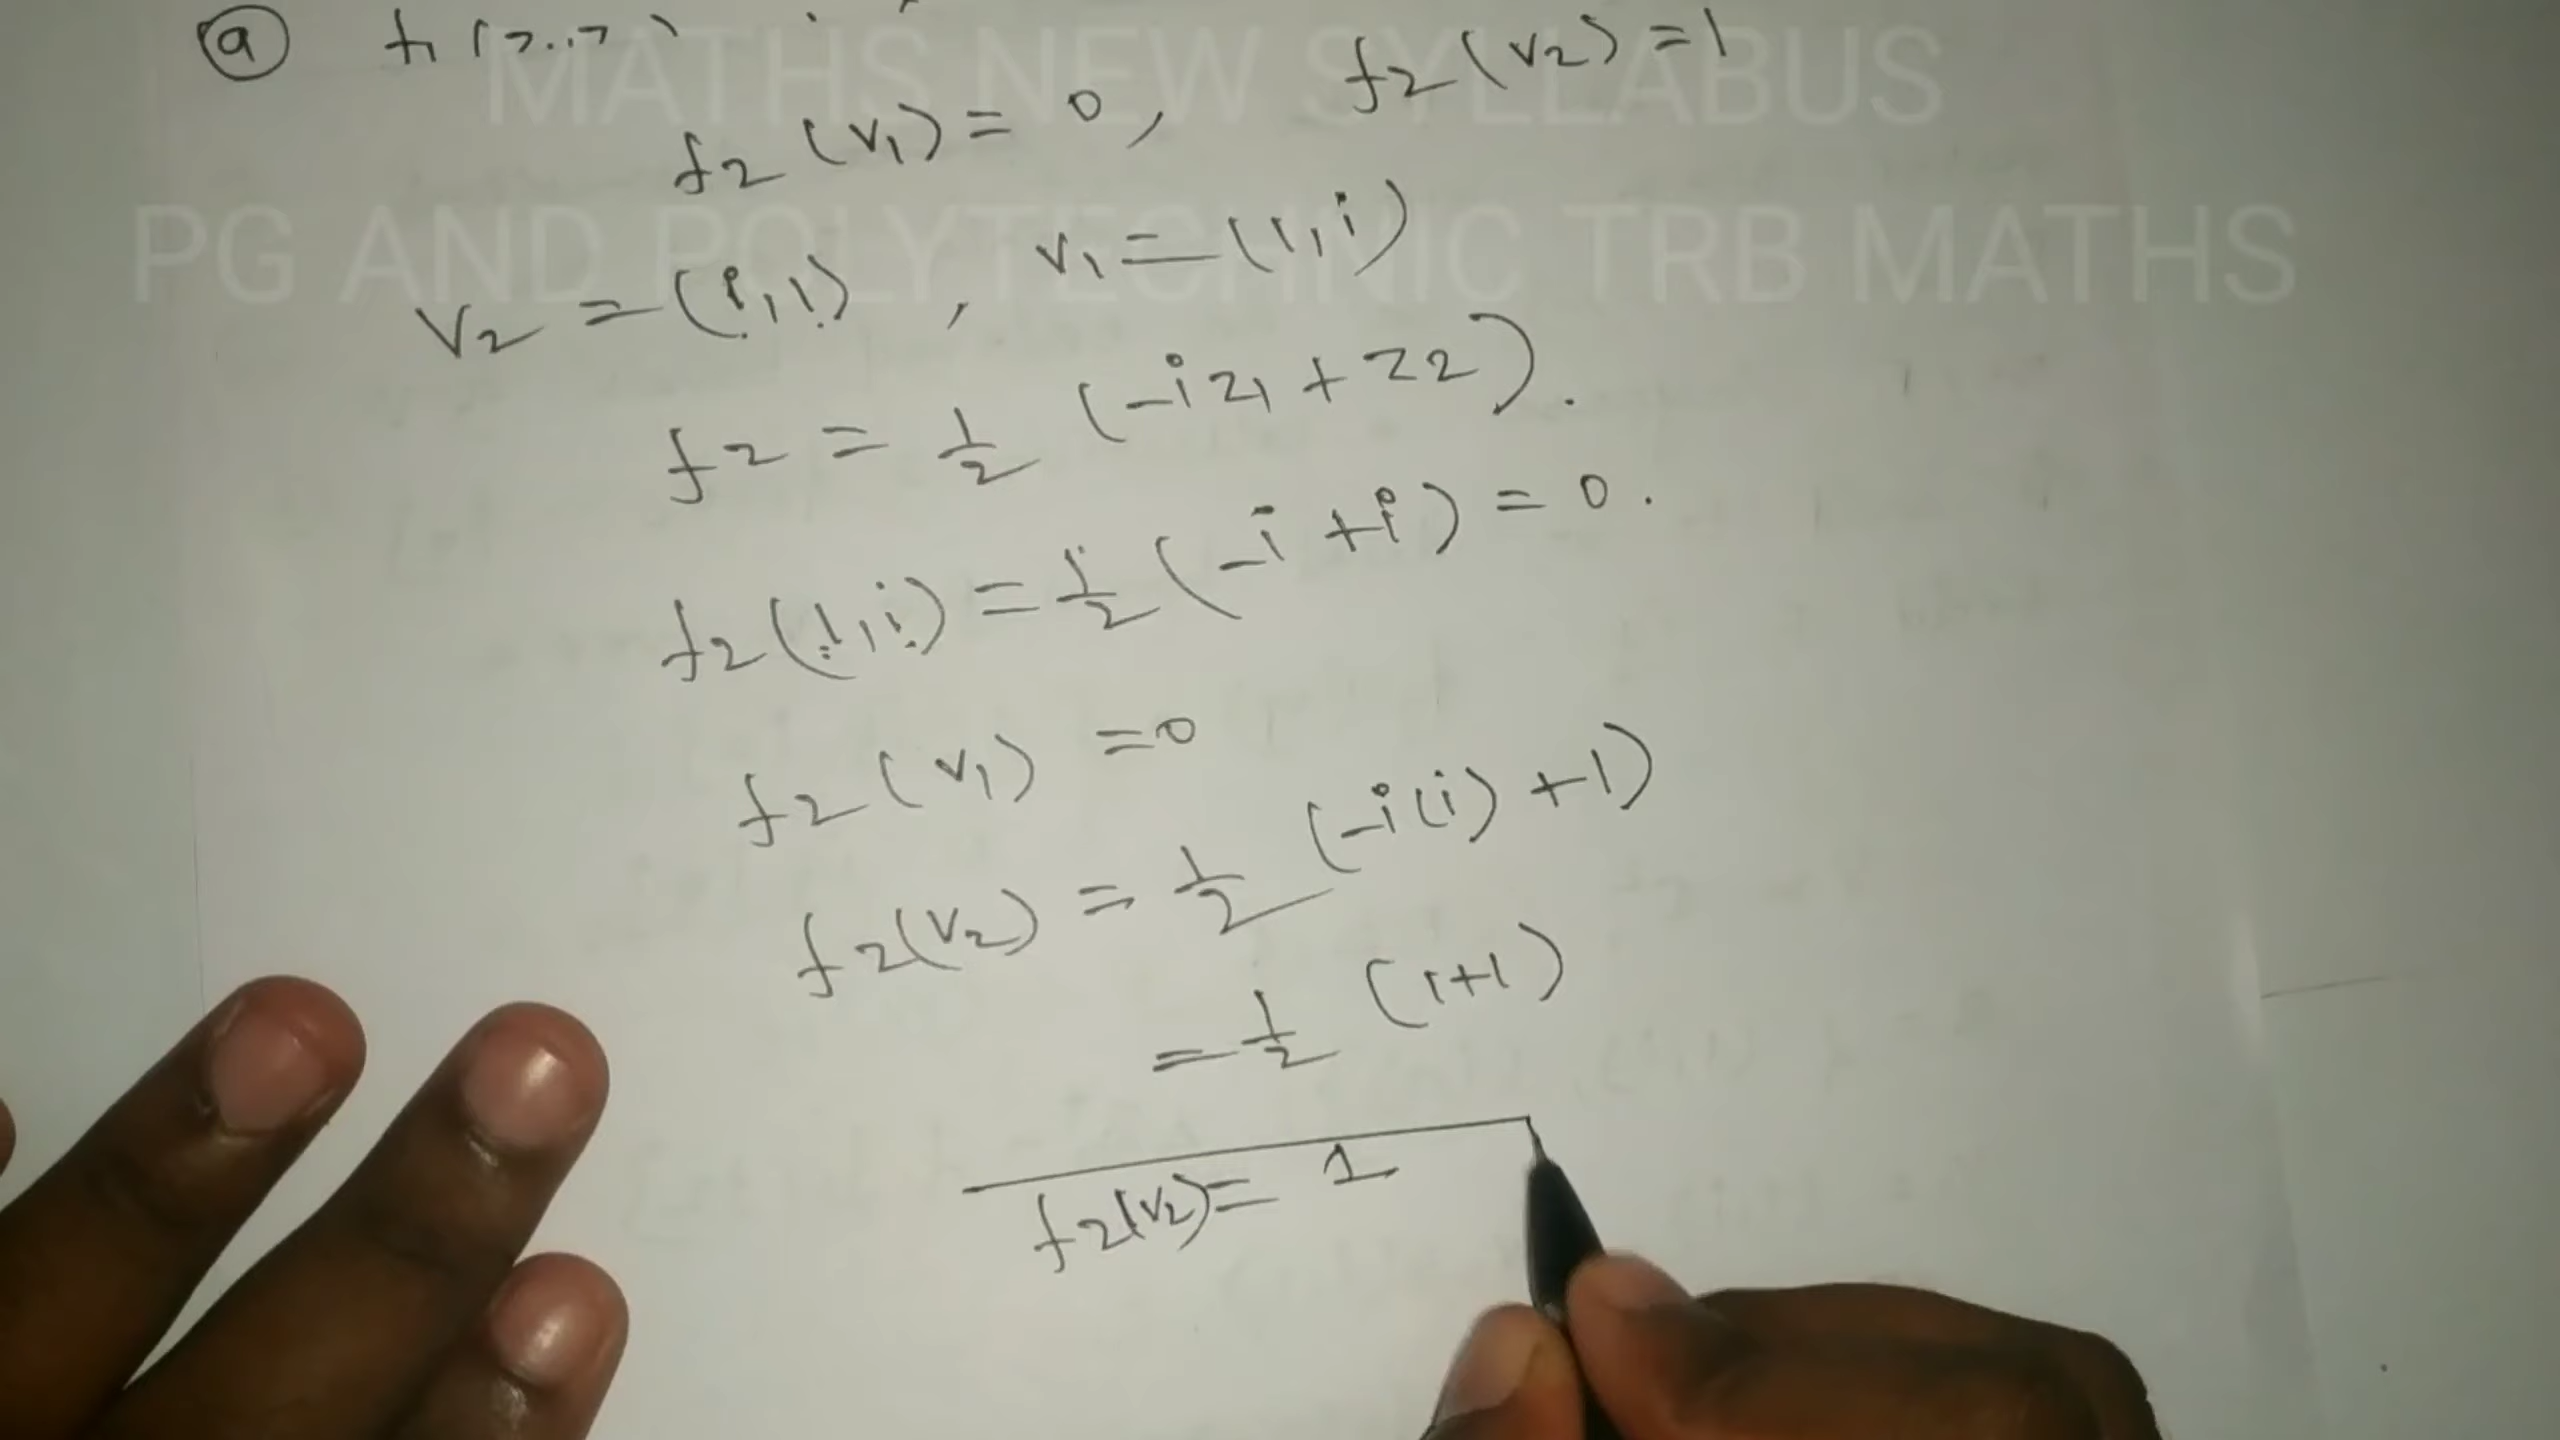 MATHS NEW SYLLABUS
PG AND POLYTECHNIC TRB MATHS
a
f2 (v1) = 0, f2 (v2) = 1
v2 = (i, 1) , v1 = (1, i)
f2 = 1/2 (-i z1 + z2).
f2 (1, i) = 1/2 (-i + i) = 0.
f2 (v1) = 0
f2(v2) = 1/2 (-i(i) + 1)
= 1/2 (1+1)
f2(v2) = 1